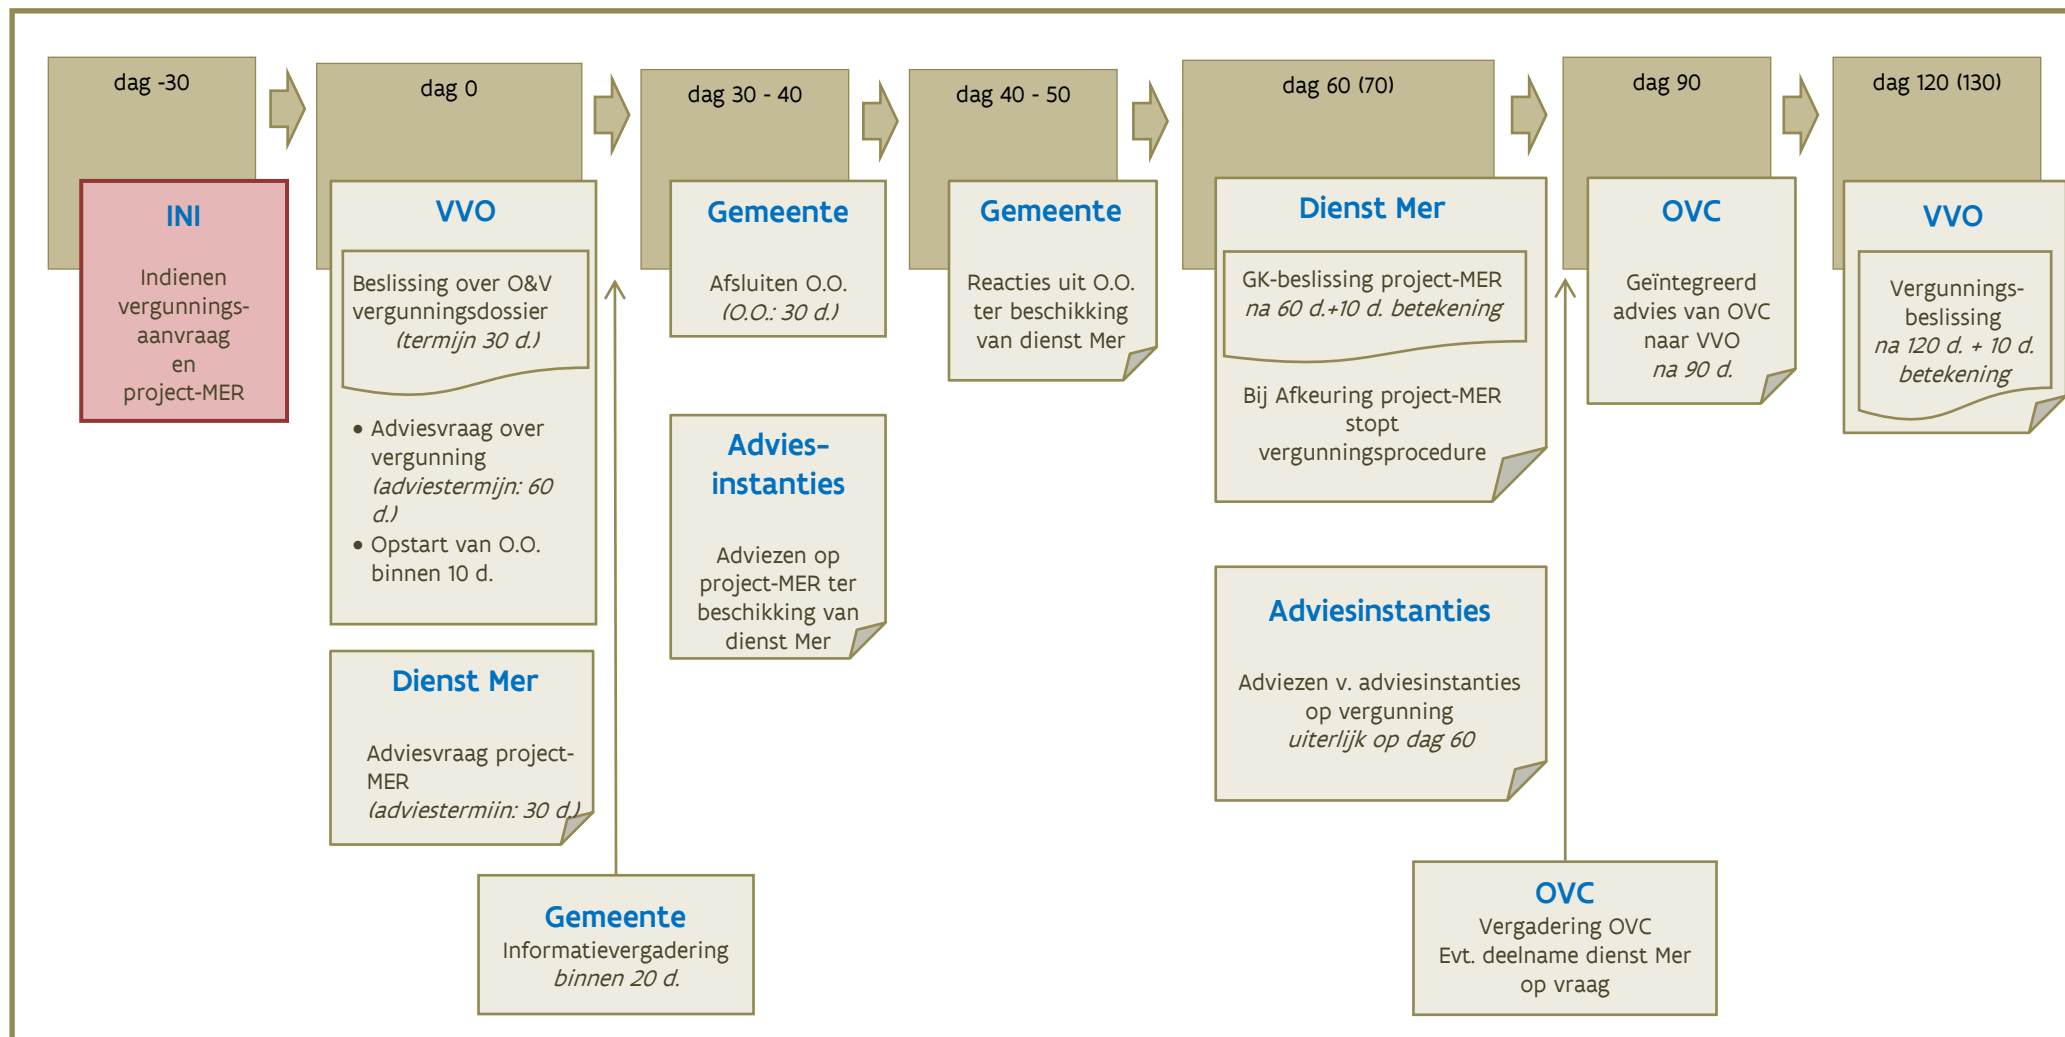 dag -30
dag 0
dag 30 - 40
dag 40 - 50
dag 60 (70)
dag 90
dag 120 (130)
INI
Indienen
vergunnings-
aanvraag
en
project-MER
VVO
Beslissing over O&V
vergunningsdossier
(termijn 30 d.)
• Adviesvraag over
vergunning
(adviestermijn: 60
d.)
• Opstart van O.O.
binnen 10 d.
Dienst Mer
Adviesvraag project-
MER
(adviestermijn: 30 d.)
Gemeente
Informatievergadering
binnen 20 d.
Gemeente
Afsluiten O.O.
(O.O.: 30 d.)
Advies-
instanties
Adviezen op
project-MER ter
beschikking van
dienst Mer
Gemeente
Reacties uit O.O.
ter beschikking
van dienst Mer
Dienst Mer
GK-beslissing project-MER
na 60 d.+10 d. betekening
Bij Afkeuring project-MER
stopt
vergunningsprocedure
Adviesinstanties
Adviezen v. adviesinstanties
op vergunning
uiterlijk op dag 60
OVC
Vergadering OVC
Evt. deelname dienst Mer
op vraag
OVC
Geïntegreerd
advies van OVC
naar VVO
na 90 d.
VVO
Vergunnings-
beslissing
na 120 d. + 10 d.
betekening